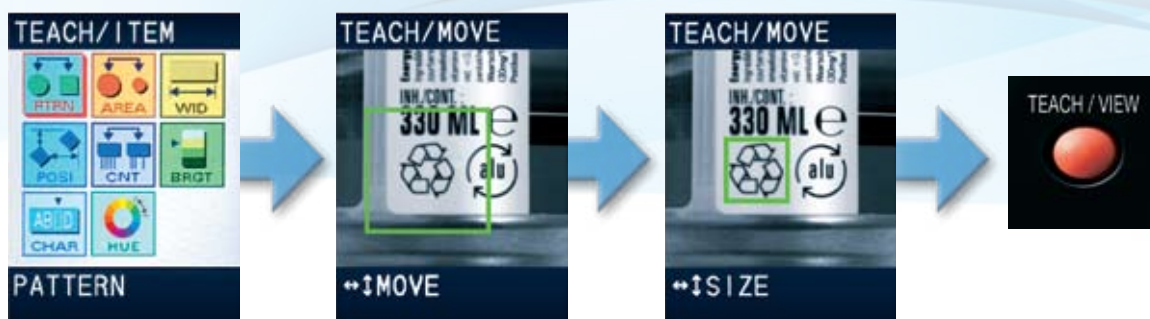 TEACH/ITEM
PTRN AREA WID
POSI CNT BRGT
ABCD
CHAR HUE
PATTERN
TEACH/MOVE
INH./CONT.:
330 ML e
alu
↔↕MOVE
TEACH/MOVE
INH./CONT.:
330 ML e
alu
↔↕SIZE
TEACH / VIEW